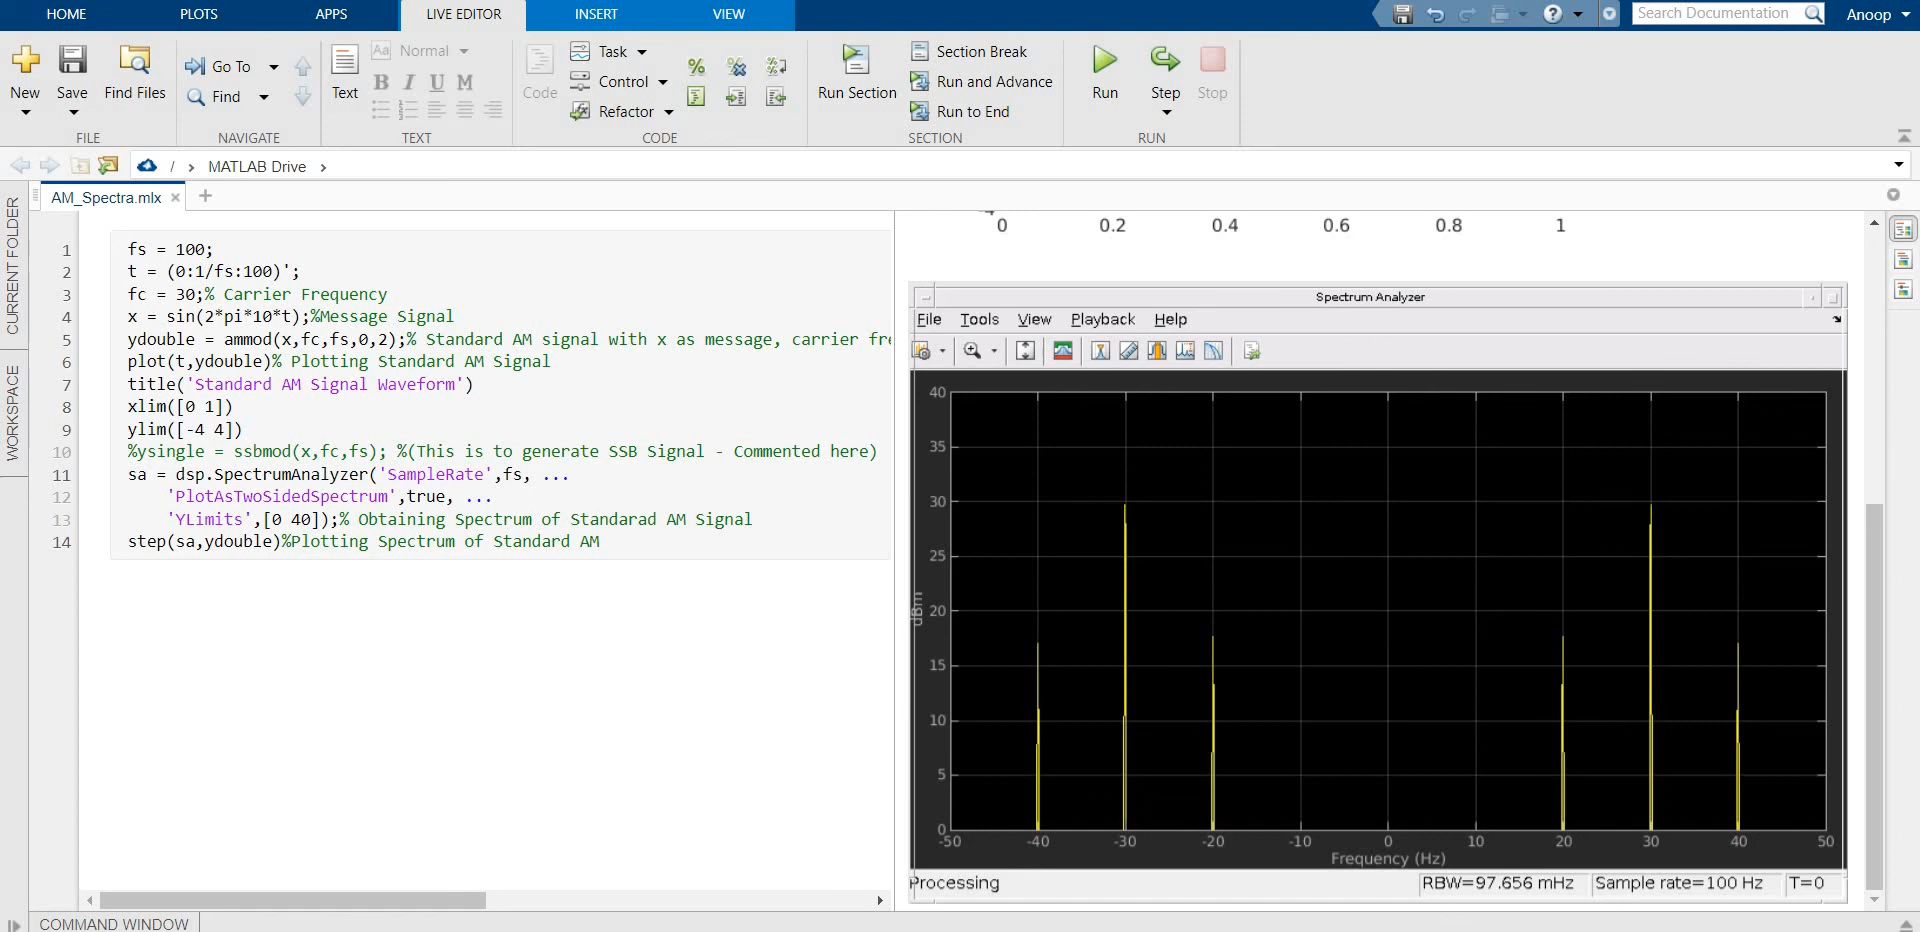 HOME PLOTS APPS LIVE EDITOR INSERT VIEW Search Documentation Anoop
New Save Find Files Go To Find Text Aa Normal B I U M Code Task Control Refactor Run Section Section Break Run and Advance Run to End Run Step Stop
FILE NAVIGATE TEXT CODE SECTION RUN
/ MATLAB Drive
AM_Spectra.mlx
CURRENT FOLDER
WORKSPACE
1 fs = 100;
2 t = (0:1/fs:100)';
3 fc = 30;% Carrier Frequency
4 x = sin(2*pi*10*t);%Message Signal
5 ydouble = ammod(x,fc,fs,0,2);% Standard AM signal with x as message, carrier fre
6 plot(t,ydouble)% Plotting Standard AM Signal
7 title('Standard AM Signal Waveform')
8 xlim([0 1])
9 ylim([-4 4])
10 %ysingle = ssbmod(x,fc,fs); %(This is to generate SSB Signal - Commented here)
11 sa = dsp.SpectrumAnalyzer('SampleRate',fs, ...
12 'PlotAsTwoSidedSpectrum',true, ...
13 'YLimits',[0 40]);% Obtaining Spectrum of Standarad AM Signal
14 step(sa,ydouble)%Plotting Spectrum of Standard AM
0 0.2 0.4 0.6 0.8 1
Spectrum Analyzer
File Tools View Playback Help
40
35
30
25
20
15
10
5
0
dBm
-50 -40 -30 -20 -10 0 10 20 30 40 50
Frequency (Hz)
Processing RBW=97.656 mHz Sample rate=100 Hz T=0
COMMAND WINDOW